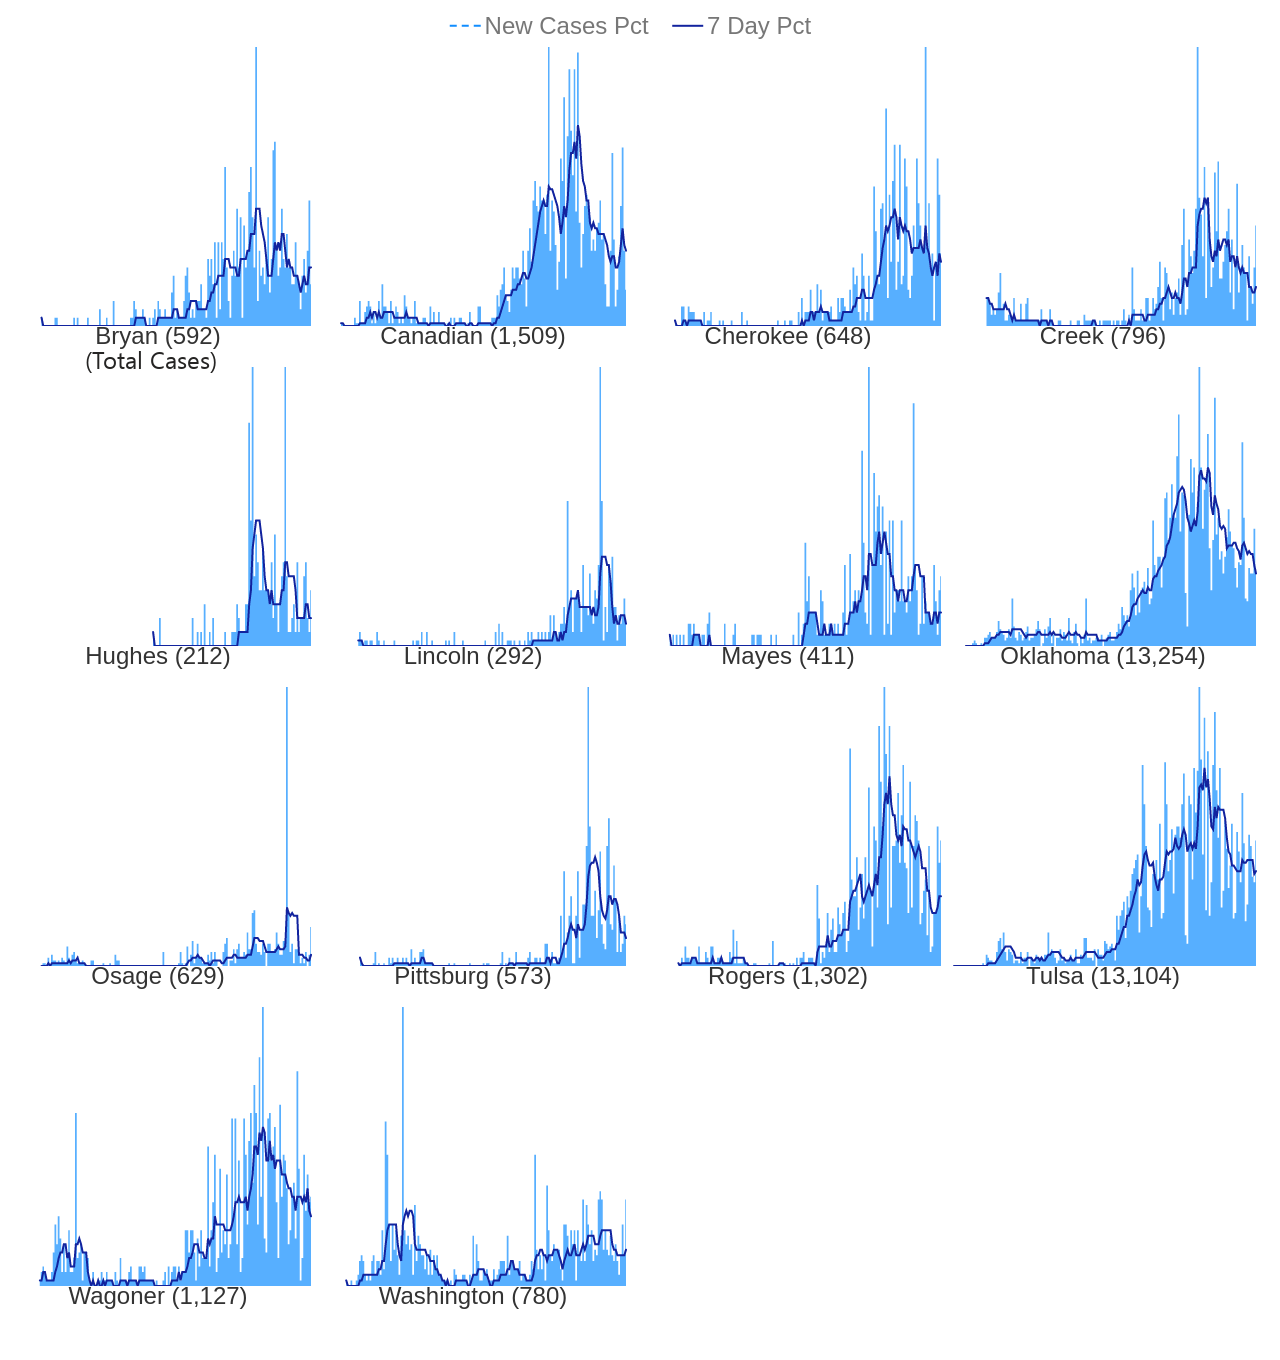 New Cases Pct 7 Day Pct
Bryan (592) Canadian (1,509) Cherokee (648) Creek (796)
(Total Cases)
Hughes (212) Lincoln (292) Mayes (411) Oklahoma (13,254)
Osage (629) Pittsburg (573) Rogers (1,302) Tulsa (13,104)
Wagoner (1,127) Washington (780)